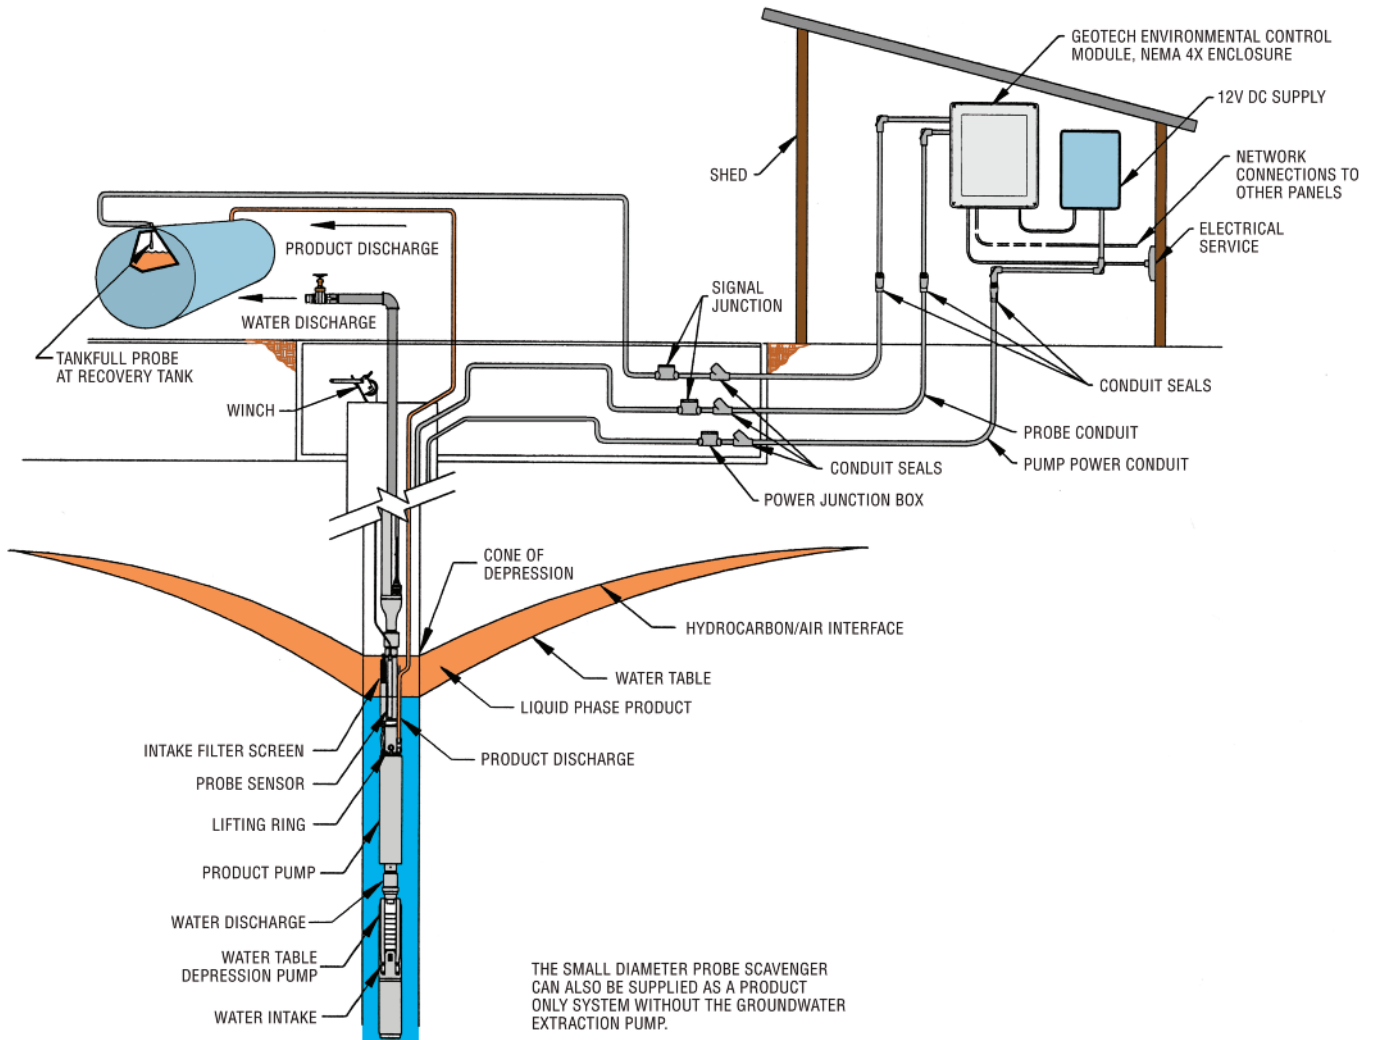 GEOTECH ENVIRONMENTAL CONTROL
MODULE, NEMA 4X ENCLOSURE
12V DC SUPPLY
SHED
NETWORK
CONNECTIONS TO
OTHER PANELS
ELECTRICAL
SERVICE
PRODUCT DISCHARGE
SIGNAL
JUNCTION
WATER DISCHARGE
TANKFULL PROBE
AT RECOVERY TANK
WINCH
CONDUIT SEALS
PROBE CONDUIT
PUMP POWER CONDUIT
CONDUIT SEALS
POWER JUNCTION BOX
CONE OF
DEPRESSION
HYDROCARBON/AIR INTERFACE
WATER TABLE
LIQUID PHASE PRODUCT
INTAKE FILTER SCREEN
PRODUCT DISCHARGE
PROBE SENSOR
LIFTING RING
PRODUCT PUMP
WATER DISCHARGE
WATER TABLE
DEPRESSION PUMP
WATER INTAKE
THE SMALL DIAMETER PROBE SCAVENGER
CAN ALSO BE SUPPLIED AS A PRODUCT
ONLY SYSTEM WITHOUT THE GROUNDWATER
EXTRACTION PUMP.